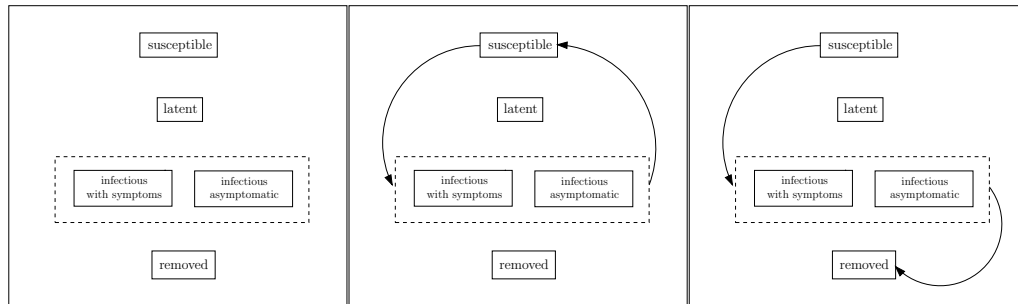 susceptible
latent
infectious
with symptoms
infectious
asymptomatic
removed
susceptible
latent
infectious
with symptoms
infectious
asymptomatic
removed
susceptible
latent
infectious
with symptoms
infectious
asymptomatic
removed